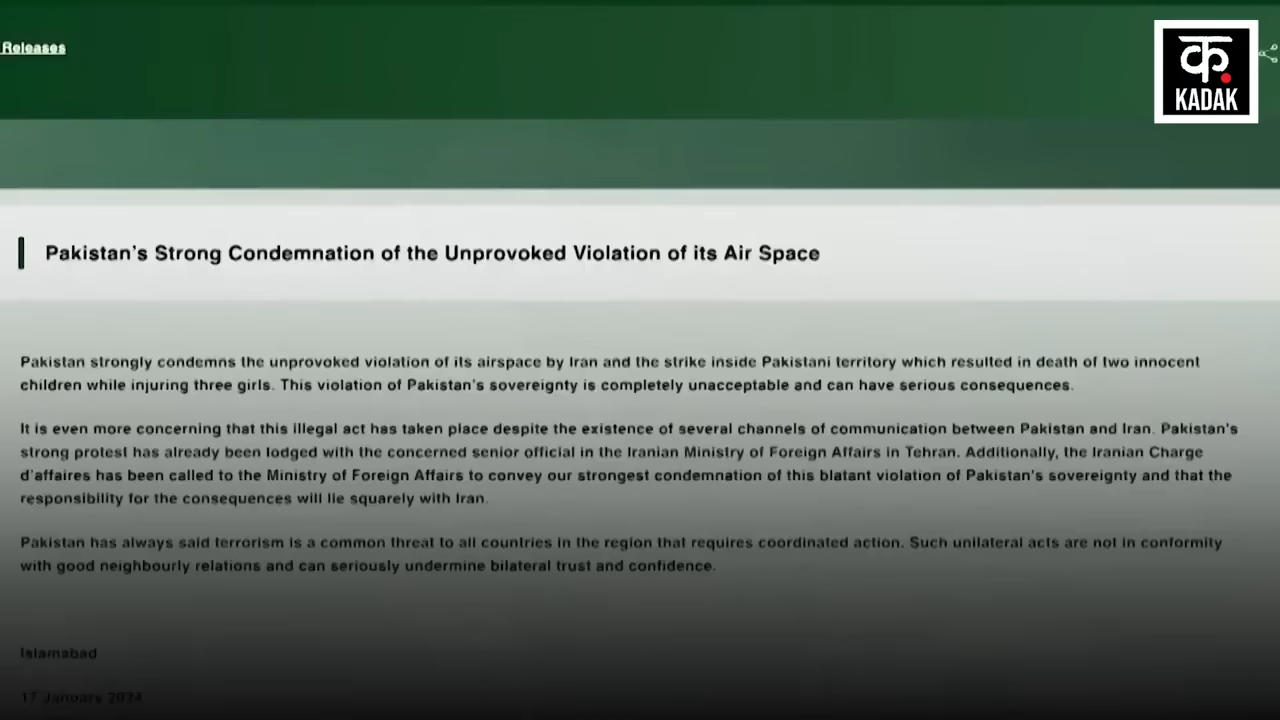 Releases
क.
KADAK
Pakistan's Strong Condemnation of the Unprovoked Violation of its Air Space
Pakistan strongly condemns the unprovoked violation of its airspace by Iran and the strike inside Pakistani territory which resulted in death of two innocent
children while injuring three girls. This violation of Pakistan's sovereignty is completely unacceptable and can have serious consequences.
It is even more concerning that this illegal act has taken place despite the existence of several channels of communication between Pakistan and Iran. Pakistan's
strong protest has already been lodged with the concerned senior official in the Iranian Ministry of Foreign Affairs in Tehran. Additionally, the Iranian Charge
d'affaires has been called to the Ministry of Foreign Affairs to convey our strongest condemnation of this blatant violation of Pakistan's sovereignty and that the
responsibility for the consequences will lie squarely with Iran.
Pakistan has always said terrorism is a common threat to all countries in the region that requires coordinated action. Such unilateral acts are not in conformity
with good neighbourly relations and can seriously undermine bilateral trust and confidence.
Islamabad
17 January 2024